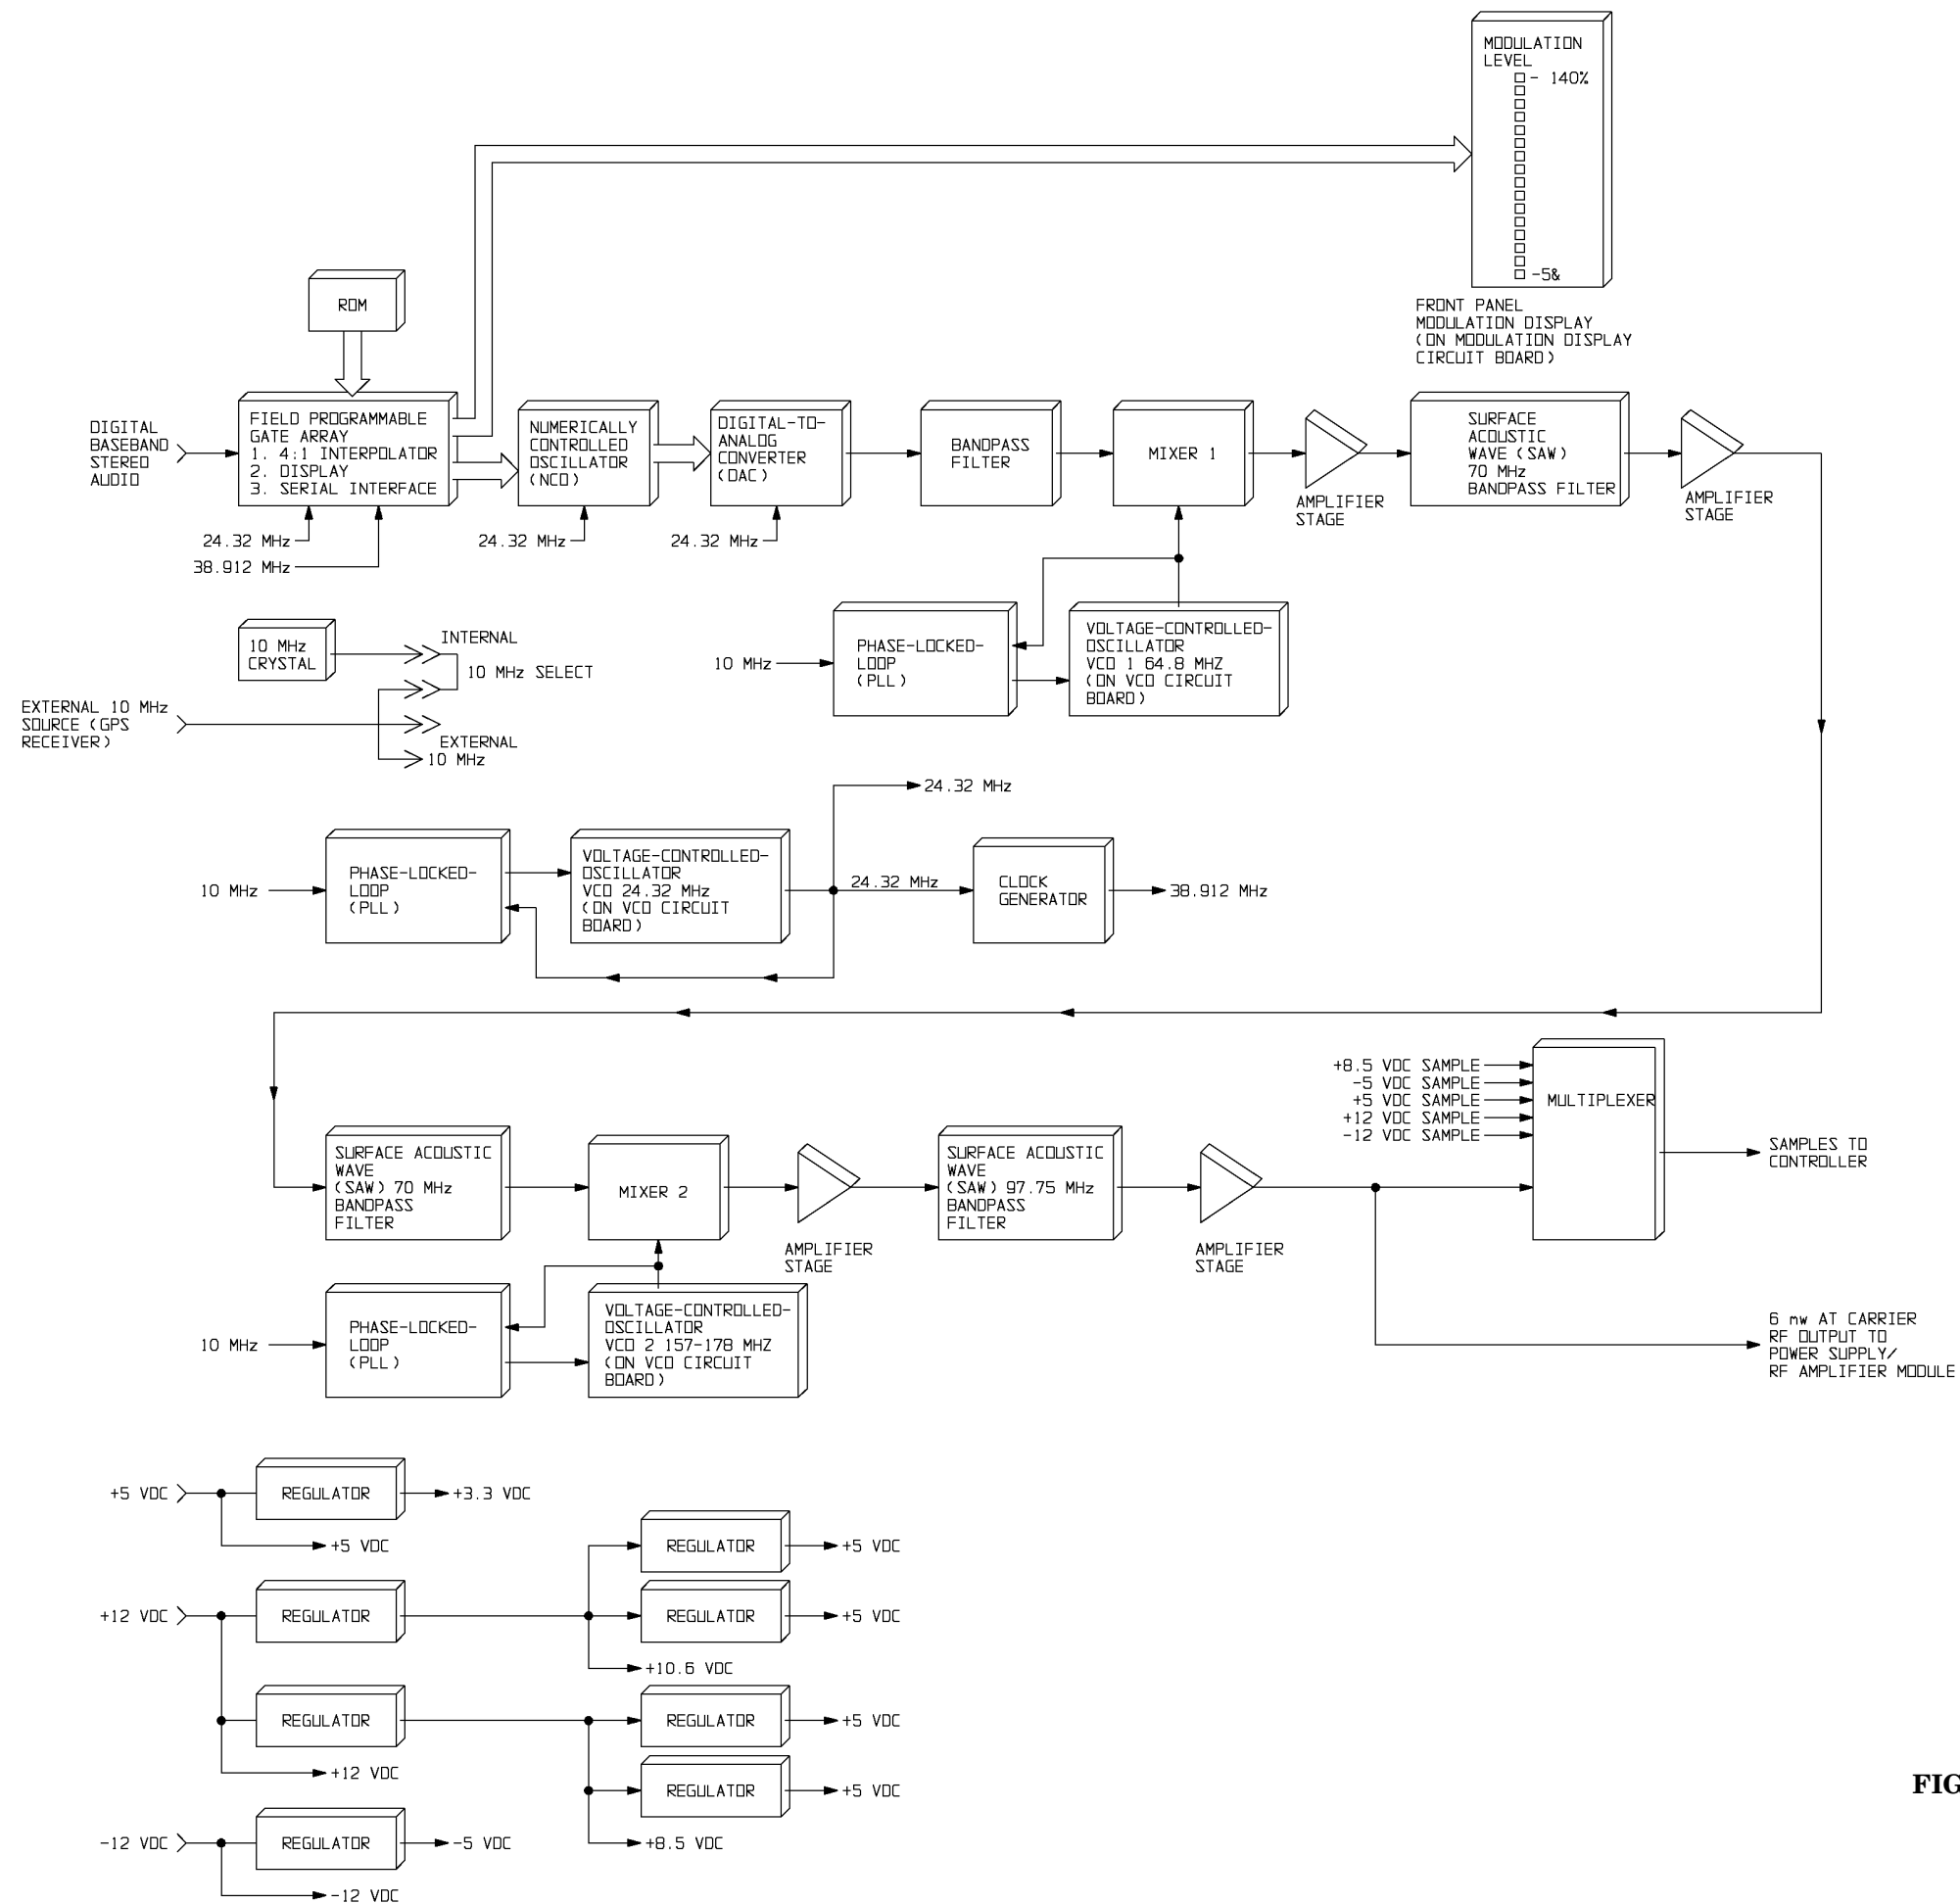 MODULATION
LEVEL
- 140%
-5&
FRONT PANEL
MODULATION DISPLAY
(ON MODULATION DISPLAY
CIRCUIT BOARD)
ROM
DIGITAL
BASEBAND
STEREO
AUDIO
FIELD PROGRAMMABLE
GATE ARRAY
1. 4:1 INTERPOLATOR
2. DISPLAY
3. SERIAL INTERFACE
NUMERICALLY
CONTROLLED
OSCILLATOR
(NCO)
DIGITAL-TO-
ANALOG
CONVERTER
(DAC)
BANDPASS
FILTER
MIXER 1
AMPLIFIER
STAGE
SURFACE
ACOUSTIC
WAVE (SAW)
70 MHz
BANDPASS FILTER
AMPLIFIER
STAGE
24.32 MHz
38.912 MHz
24.32 MHz
24.32 MHz
10 MHz
CRYSTAL
INTERNAL
10 MHz SELECT
EXTERNAL 10 MHz
SOURCE (GPS
RECEIVER)
EXTERNAL
10 MHz
10 MHz
PHASE-LOCKED-
LOOP
(PLL)
VOLTAGE-CONTROLLED-
OSCILLATOR
VCO 1 64.8 MHZ
(ON VCO CIRCUIT
BOARD)
24.32 MHz
10 MHz
PHASE-LOCKED-
LOOP
(PLL)
VOLTAGE-CONTROLLED-
OSCILLATOR
VCO 24.32 MHz
(ON VCO CIRCUIT
BOARD)
24.32 MHz
CLOCK
GENERATOR
38.912 MHz
+8.5 VDC SAMPLE
-5 VDC SAMPLE
+5 VDC SAMPLE
+12 VDC SAMPLE
-12 VDC SAMPLE
MULTIPLEXER
SAMPLES TO
CONTROLLER
SURFACE ACOUSTIC
WAVE
(SAW) 70 MHz
BANDPASS
FILTER
MIXER 2
AMPLIFIER
STAGE
SURFACE ACOUSTIC
WAVE
(SAW) 97.75 MHz
BANDPASS
FILTER
AMPLIFIER
STAGE
10 MHz
PHASE-LOCKED-
LOOP
(PLL)
VOLTAGE-CONTROLLED-
OSCILLATOR
VCO 2 157-178 MHZ
(ON VCO CIRCUIT
BOARD)
6 mw AT CARRIER
RF OUTPUT TO
POWER SUPPLY/
RF AMPLIFIER MODULE
+5 VDC
REGULATOR
+3.3 VDC
+5 VDC
REGULATOR
+5 VDC
+12 VDC
REGULATOR
REGULATOR
+5 VDC
+10.6 VDC
REGULATOR
REGULATOR
+5 VDC
+12 VDC
REGULATOR
+5 VDC
-12 VDC
REGULATOR
-5 VDC
+8.5 VDC
-12 VDC
FIG